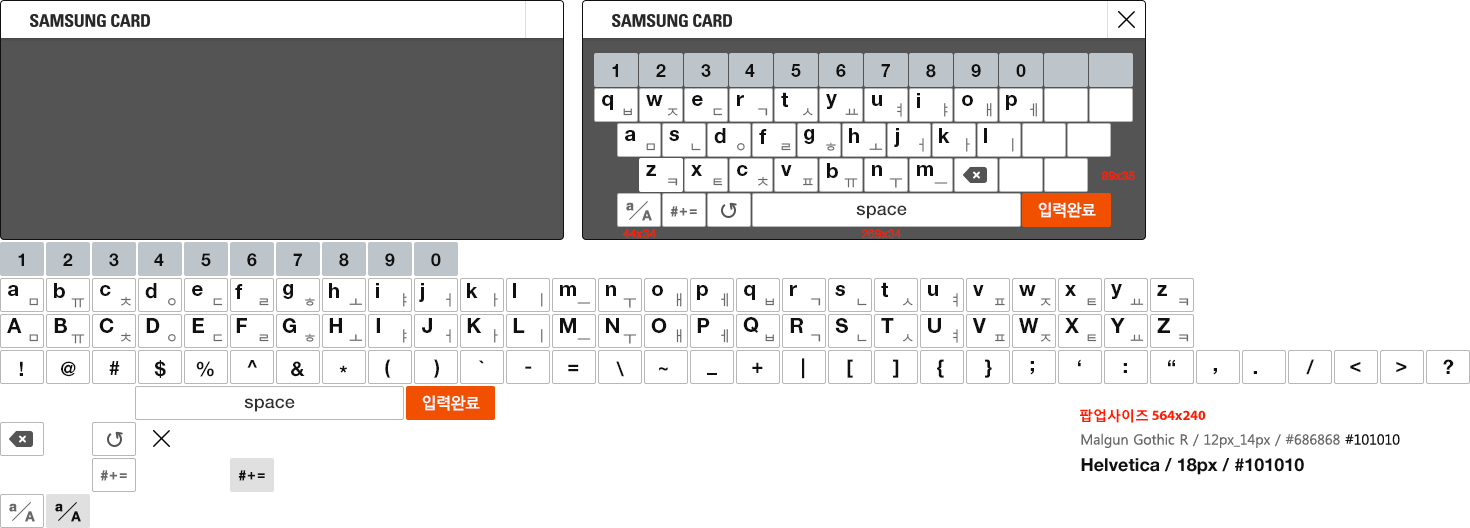 SAMSUNG CARD
SAMSUNG CARD
1 2 3 4 5 6 7 8 9 0
q ㅂ w ㅈ e ㄷ r ㄱ t ㅅ y ㅛ u ㅕ i ㅑ o ㅐ p ㅔ
a ㅁ s ㄴ d ㅇ f ㄹ g ㅎ h ㅗ j ㅓ k ㅏ l ㅣ
z ㅋ x ㅌ c ㅊ v ㅍ b ㅠ n ㅜ m ㅡ
89x35
a/A #+= space 입력완료
44x34 269x34
1 2 3 4 5 6 7 8 9 0
a ㅁ b ㅠ c ㅊ d ㅇ e ㄷ f ㄹ g ㅎ h ㅗ i ㅑ j ㅓ k ㅏ l ㅣ m ㅡ n ㅜ o ㅐ p ㅔ q ㅂ r ㄱ s ㄴ t ㅅ u ㅕ v ㅍ w ㅈ x ㅌ y ㅛ z ㅋ
A ㅁ B ㅠ C ㅊ D ㅇ E ㄷ F ㄹ G ㅎ H ㅗ I ㅑ J ㅓ K ㅏ L ㅣ M ㅡ N ㅜ O ㅐ P ㅔ Q ㅂ R ㄱ S ㄴ T ㅅ U ㅕ V ㅍ W ㅈ X ㅌ Y ㅛ Z ㅋ
! @ # $ % ^ & * ( ) ` - = \ ~ _ + | [ ] { } ; ‘ : “ , . / < > ?
space 입력완료
팝업사이즈 564x240
Malgun Gothic R / 12px_14px / #686868 #101010
Helvetica / 18px / #101010
#+= #+=
a/A a/A